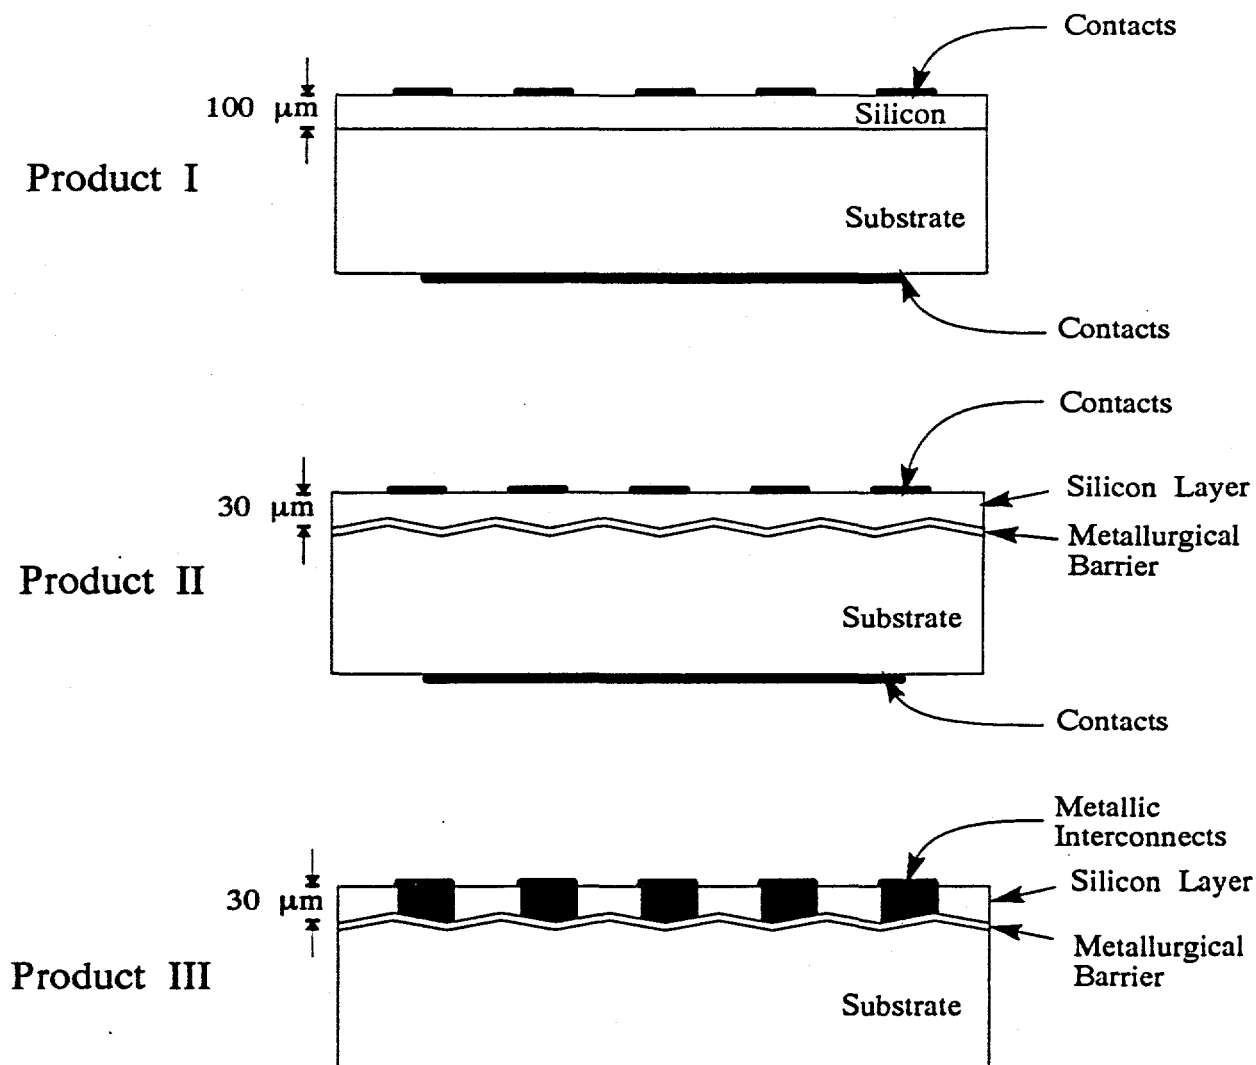 Contacts
100 μm
Silicon
Product I
Substrate
Contacts
Contacts
Silicon Layer
30 μm
Metallurgical
Barrier
Product II
Substrate
Contacts
Metallic
Interconnects
Silicon Layer
30 μm
Metallurgical
Barrier
Product III
Substrate